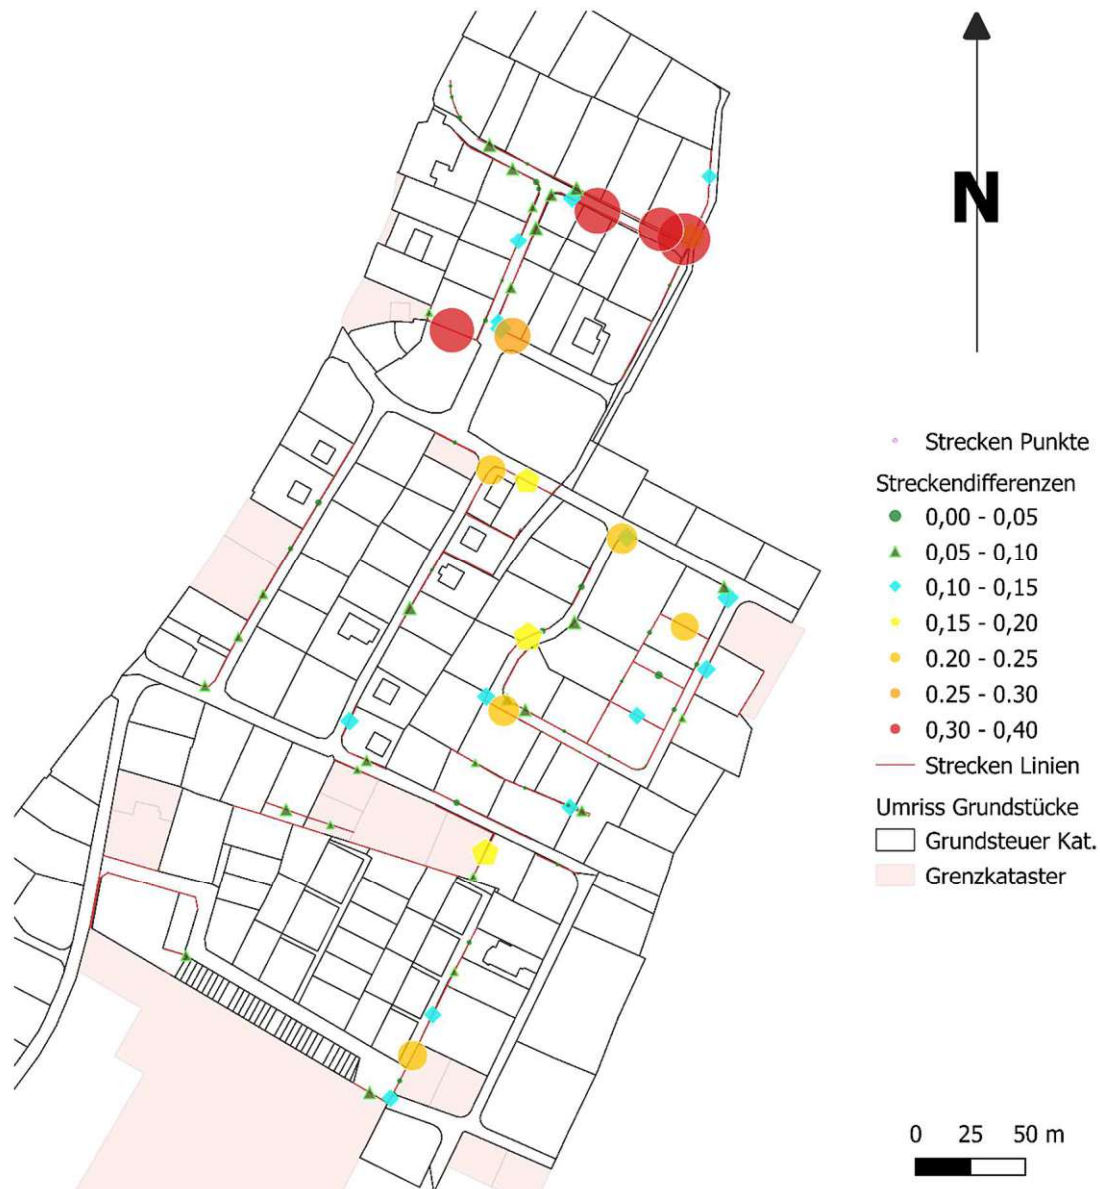 N
Strecken Punkte
Streckendifferenzen
0,00 - 0,05
0,05 - 0,10
0,10 - 0,15
0,15 - 0,20
0.20 - 0.25
0.25 - 0.30
0,30 - 0,40
Strecken Linien
Umriss Grundstücke
Grundsteuer Kat.
Grenzkataster
0 25 50 m